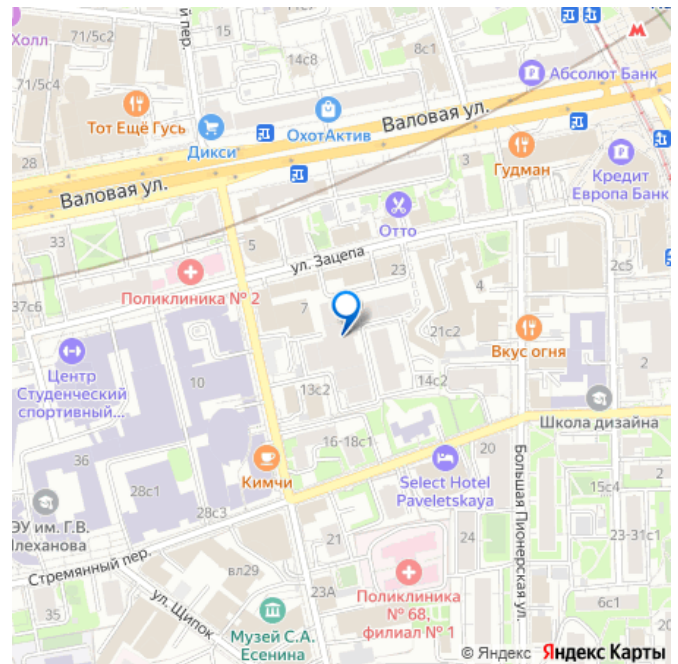 Холл
71/5с2
пер.
14с8
8с1
71/5с4
Абсолют Банк
Тот Ещё Гусь
ОхотАктив
Валовая ул.
Дикси
28
Валовая ул.
3
Гудман
Кредит
Европа Банк
Отто
33
5
ул. Зацепа
23
4
2с5
Поликлиника № 2
37с6
7
21с2
Вкус огня
Центр
Студенческий
спортивный...
10
13с2
14с2
2
Школа дизайна
36
16-18с1
20
Кимчи
Select Hotel
Paveletskaya
Большая Пионерская ул.
28с1
15с4
2
ЭУ им. Г.В.
Плеханова
28с3
21
24
23-31с1
Стремянный пер.
вл29
23А
Поликлиника
№ 68,
филиал № 1
ул. Щипок
6с1
35
Музей С.А.
Есенина
© Яндекс Яндекс Карты